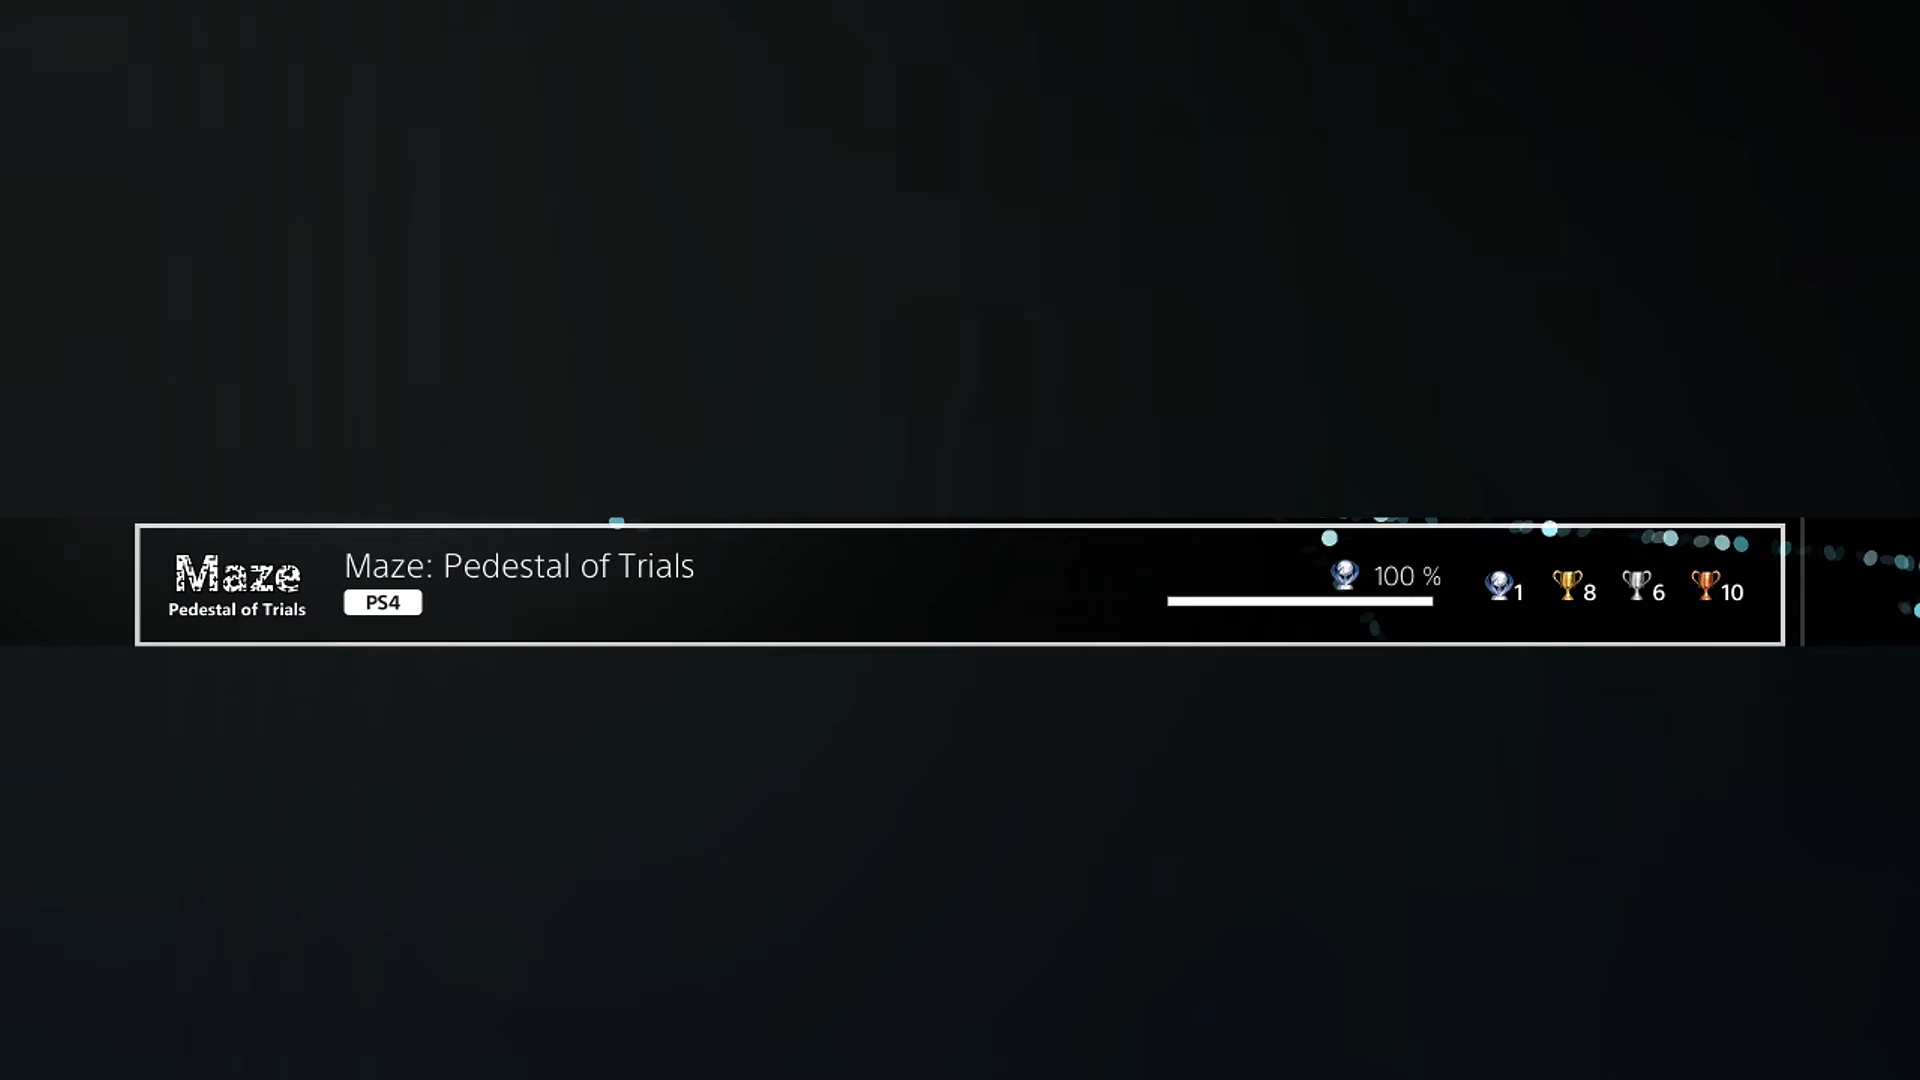 Maze
Pedestal of Trials
Maze: Pedestal of Trials
PS4
100 %
1 8 6 10